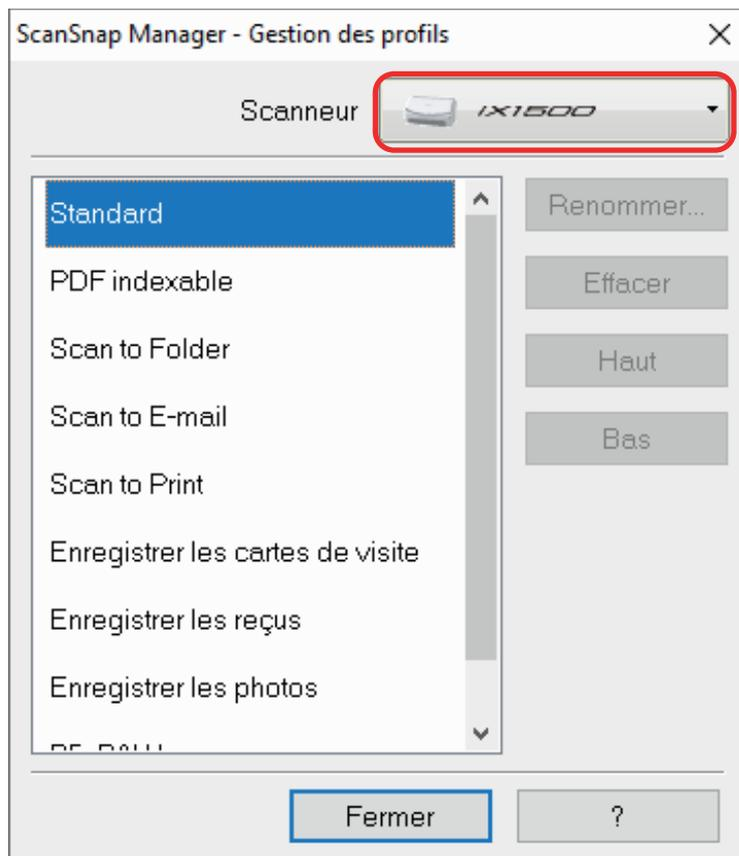 ScanSnap Manager - Gestion des profils
Scanneur iX1500
Standard
Renommer...
PDF indexable
Effacer
Scan to Folder
Haut
Scan to E-mail
Bas
Scan to Print
Enregistrer les cartes de visite
Enregistrer les reçus
Enregistrer les photos
Fermer
?